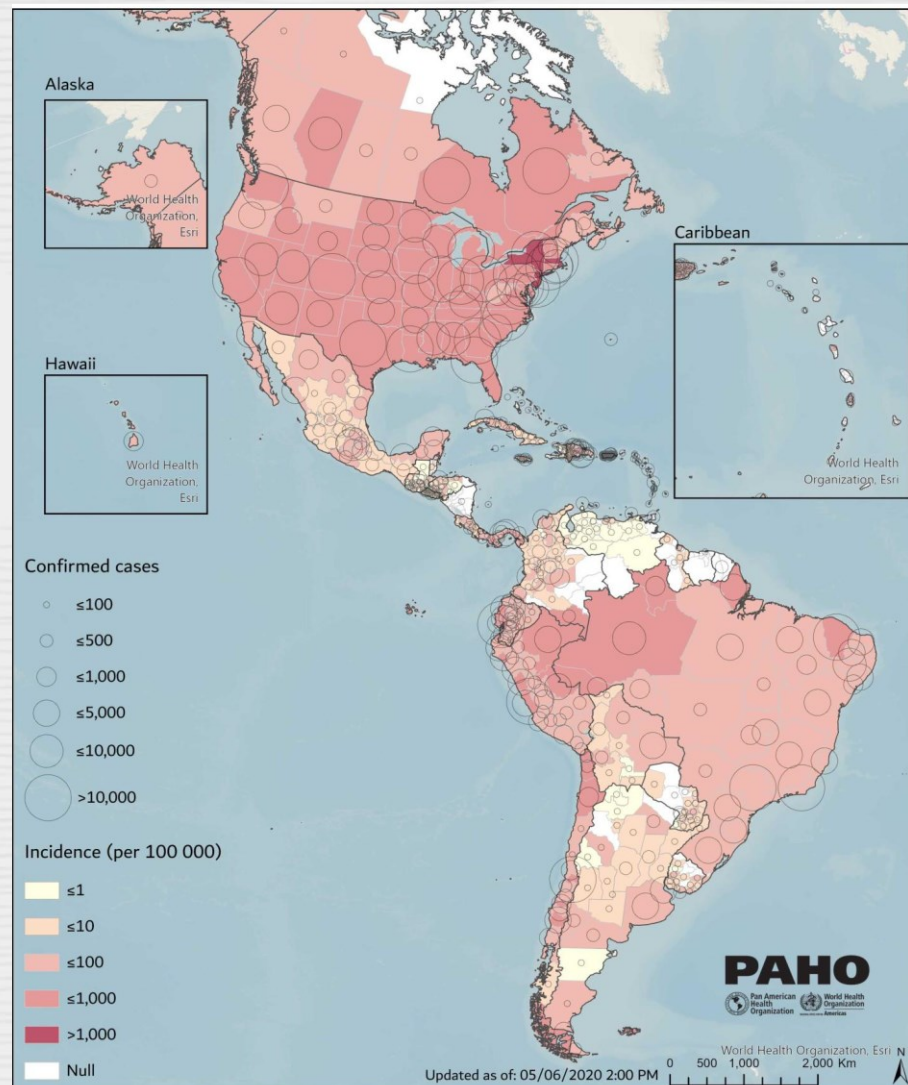 Alaska
World Health
Organization,
Esri
Caribbean
World Health
Organization,
Esri
Hawaii
World Health
Organization,
Esri
Confirmed cases
≤100
≤500
≤1,000
≤5,000
≤10,000
>10,000
Incidence (per 100 000)
≤1
≤10
≤100
≤1,000
>1,000
Null
PAHO
Pan American
Health
Organization
World Health
Organization
Americas
World Health Organization, Esri
N
Updated as of: 05/06/2020 2:00 PM
0 500 1,000 2,000 Km